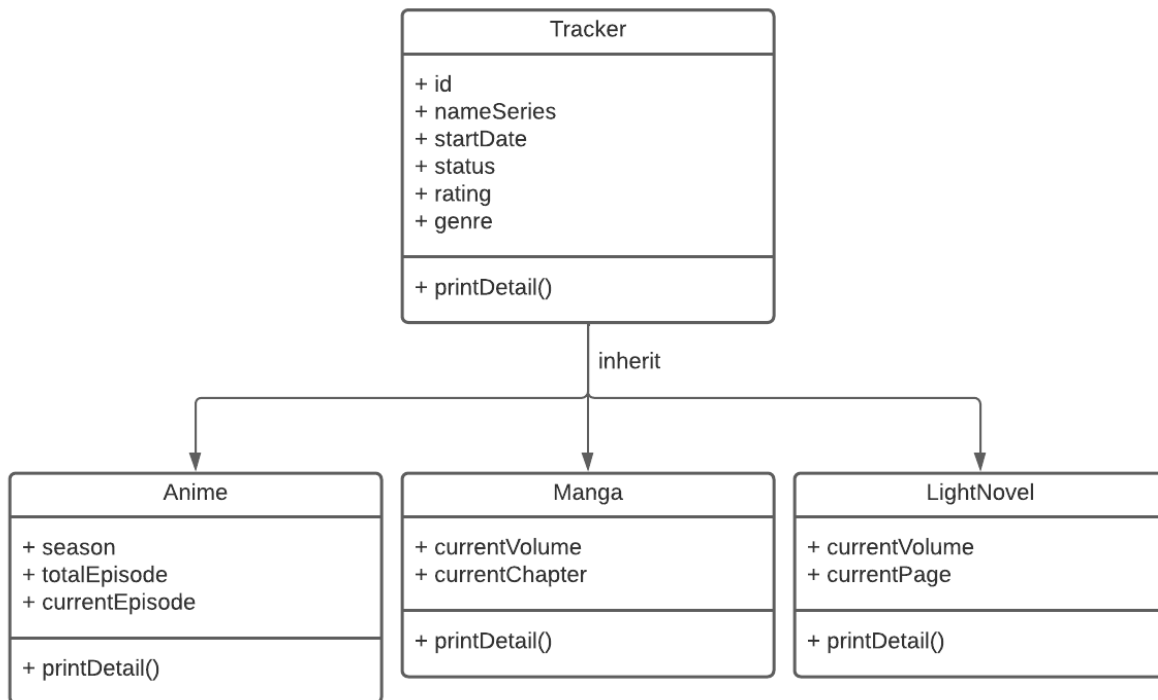 Tracker
+ id
+ nameSeries
+ startDate
+ status
+ rating
+ genre
+ printDetail()
inherit
Anime
+ season
+ totalEpisode
+ currentEpisode
+ printDetail()
Manga
+ currentVolume
+ currentChapter
+ printDetail()
LightNovel
+ currentVolume
+ currentPage
+ printDetail()